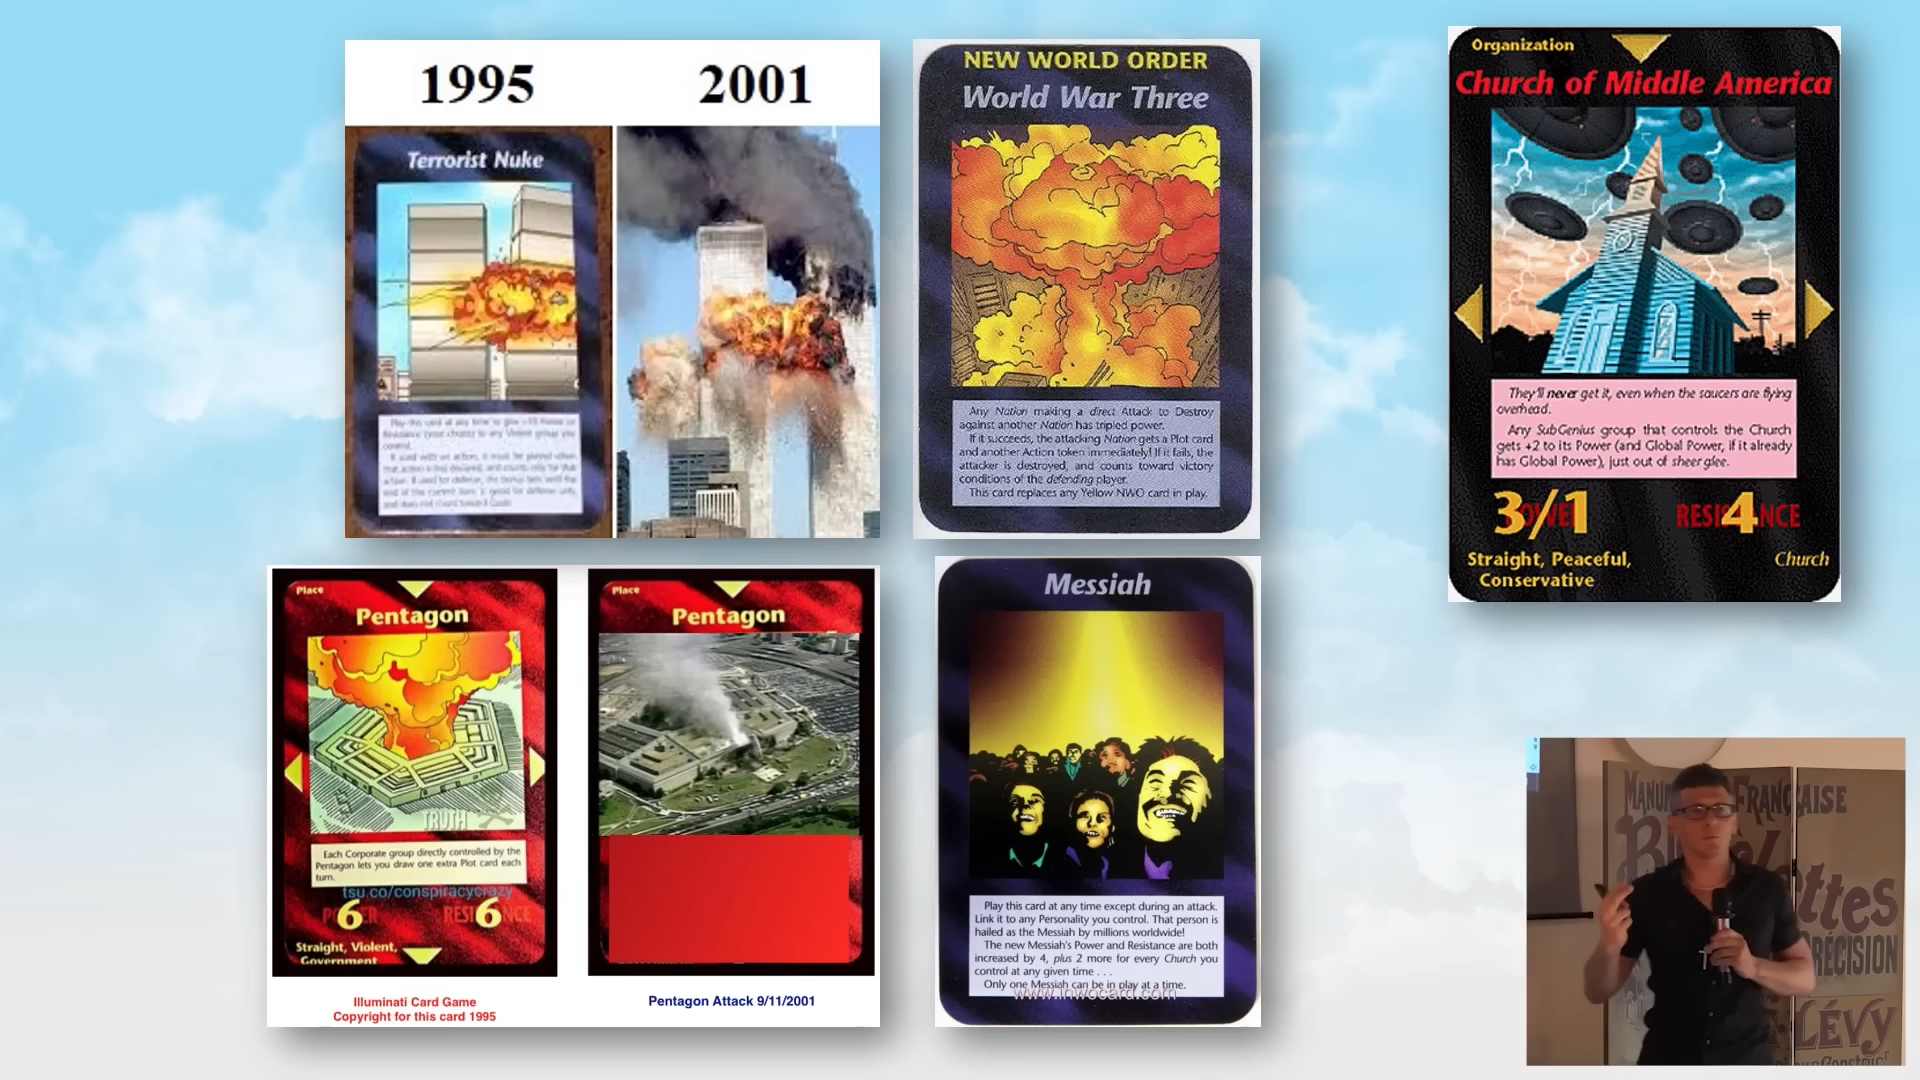 1995 2001
Terrorist Nuke
NEW WORLD ORDER
World War Three
Any Nation making a direct Attack to Destroy
against another Nation has tripled power.
If it succeeds, the attacking Nation gets a Plot card
and another Action token immediately! If it fails, the
attacker is destroyed, and counts toward victory
conditions of the defending player.
This card replaces any Yellow NWO card in play.
Organization
Church of Middle America
They'll never get it, even when the saucers are flying
overhead.
Any SubGenius group that controls the Church
gets +2 to its Power (and Global Power, if it already
has Global Power), just out of sheer glee.
3/1
4
Straight, Peaceful,
Conservative
Church
Place
Pentagon
TRUTH
Each Corporate group directly controlled by the
Pentagon lets you draw one extra Plot card each
turn.
tsu.co/conspiracycrazy
6 6
Straight, Violent,
Government
Illuminati Card Game
Copyright for this card 1995
Place
Pentagon
Pentagon Attack 9/11/2001
Messiah
Play this card at any time except during an attack.
Link it to any Personality you control. That person is
hailed as the Messiah by millions worldwide!
The new Messiah's Power and Resistance are both
increased by 4, plus 2 more for every Church you
control at any given time . . .
Only one Messiah can be in play at a time.
www.inwocard.com
FRANÇAISE
PRÉCISION
LÉVY